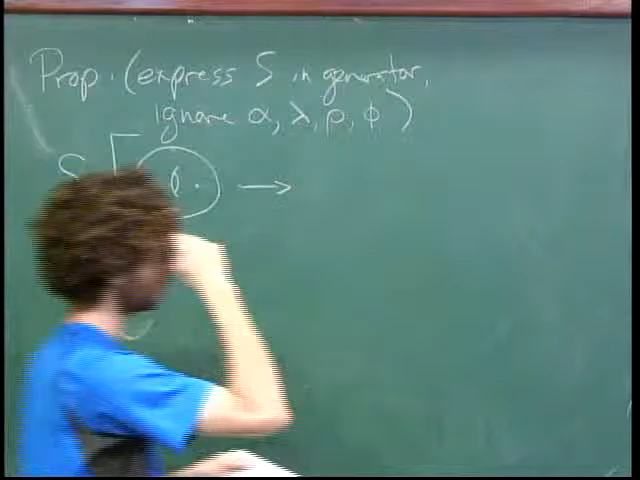 Prop. (express S in generator,
ignore α, λ, ρ, φ)
S [ →